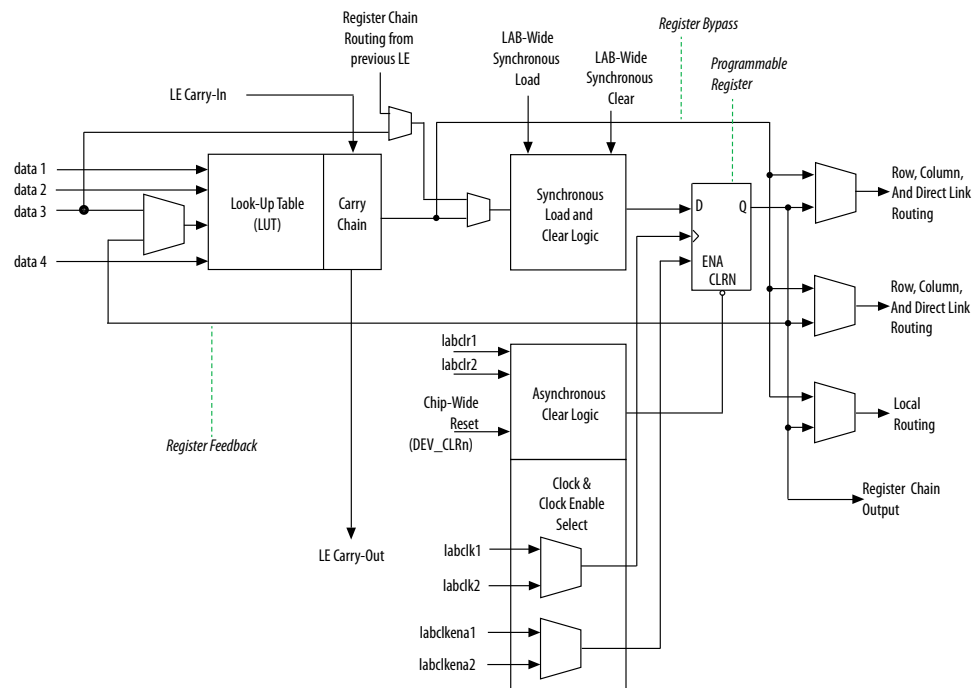 Register Chain
Routing from
previous LE
LAB-Wide
Synchronous
Load
LAB-Wide
Synchronous
Clear
Register Bypass
Programmable
Register
LE Carry-In
data 1
data 2
data 3
data 4
Look-Up Table
(LUT)
Carry
Chain
Synchronous
Load and
Clear Logic
D
Q
ENA
CLRN
Row, Column,
And Direct Link
Routing
Row, Column,
And Direct Link
Routing
Local
Routing
Register Chain
Output
Register Feedback
labclr1
labclr2
Chip-Wide
Reset
(DEV_CLRn)
Asynchronous
Clear Logic
Clock &
Clock Enable
Select
LE Carry-Out
labclk1
labclk2
labclkena1
labclkena2